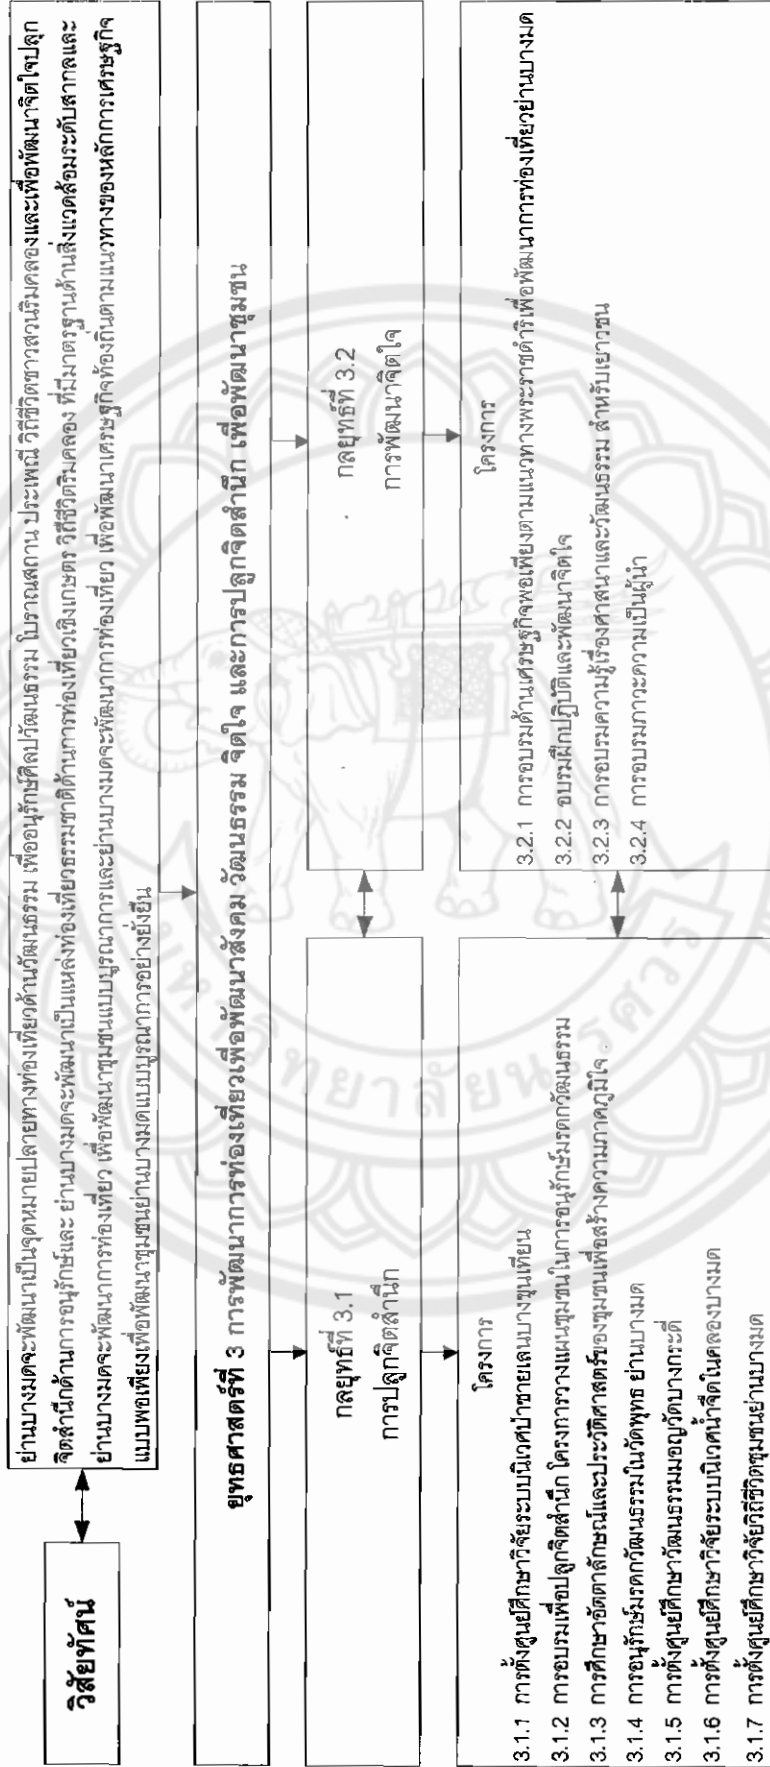 วิสัยทัศน์
ย่านบางมดจะพัฒนาเป็นจุดหมายปลายทางท่องเที่ยวด้านวัฒนธรรม เพื่ออนุรักษ์ศิลปวัฒนธรรม โบราณสถาน ประเพณี วิถีชีวิตชาวสวนริมคลองและเพื่อพัฒนาจิตใจปลูก
จิตสำนึกด้านการอนุรักษ์และ ย่านบางมดจะพัฒนาเป็นแหล่งท่องเที่ยวธรรมชาติด้านการท่องเที่ยวเชิงเกษตร วิถีชีวิตริมคลอง ที่มีมาตรฐานด้านสิ่งแวดล้อมระดับสากลและ
ย่านบางมดจะพัฒนาการท่องเที่ยว เพื่อพัฒนาชุมชนแบบบูรณาการและย่านบางมดจะพัฒนาการท่องเที่ยว เพื่อพัฒนาเศรษฐกิจท้องถิ่นตามแนวทางของหลักการเศรษฐกิจ
แบบพอเพียงเพื่อพัฒนาชุมชนย่านบางมดแบบบูรณาการอย่างยั่งยืน
ยุทธศาสตร์ที่ 3 การพัฒนาการท่องเที่ยวเพื่อพัฒนาสังคม วัฒนธรรม จิตใจ และการปลูกจิตสำนึก เพื่อพัฒนาชุมชน
กลยุทธ์ที่ 3.1
การปลูกจิตสำนึก
กลยุทธ์ที่ 3.2
การพัฒนาจิตใจ
โครงการ
3.1.1 การตั้งศูนย์ศึกษาวิจัยระบบนิเวศป่าชายเลนบางขุนเทียน
3.1.2 การอบรมเพื่อปลูกจิตสำนึก โครงการวางแผนชุมชนในการอนุรักษ์มรดกวัฒนธรรม
3.1.3 การศึกษาอัตตาลักษณ์และประวัติศาสตร์ของชุมชนเพื่อสร้างความภาคภูมิใจ
3.1.4 การอนุรักษ์มรดกวัฒนธรรมในวัดพุทธ ย่านบางมด
3.1.5 การตั้งศูนย์ศึกษาวัฒนธรรมมอญวัดบางกระดี่
3.1.6 การตั้งศูนย์ศึกษาวิจัยระบบนิเวศน้ำจืดในคลองบางมด
3.1.7 การตั้งศูนย์ศึกษาวิจัยวิถีชีวิตชุมชนย่านบางมด
โครงการ
3.2.1 การอบรมด้านเศรษฐกิจพอเพียงตามแนวทางพระราชดำริเพื่อพัฒนาการท่องเที่ยวย่านบางมด
3.2.2 อบรมฝึกปฏิบัติและพัฒนาจิตใจ
3.2.3 การอบรมความรู้เรื่องศาสนาและวัฒนธรรม สำหรับเยาวชน
3.2.4 การอบรมภาวะความเป็นผู้นำ